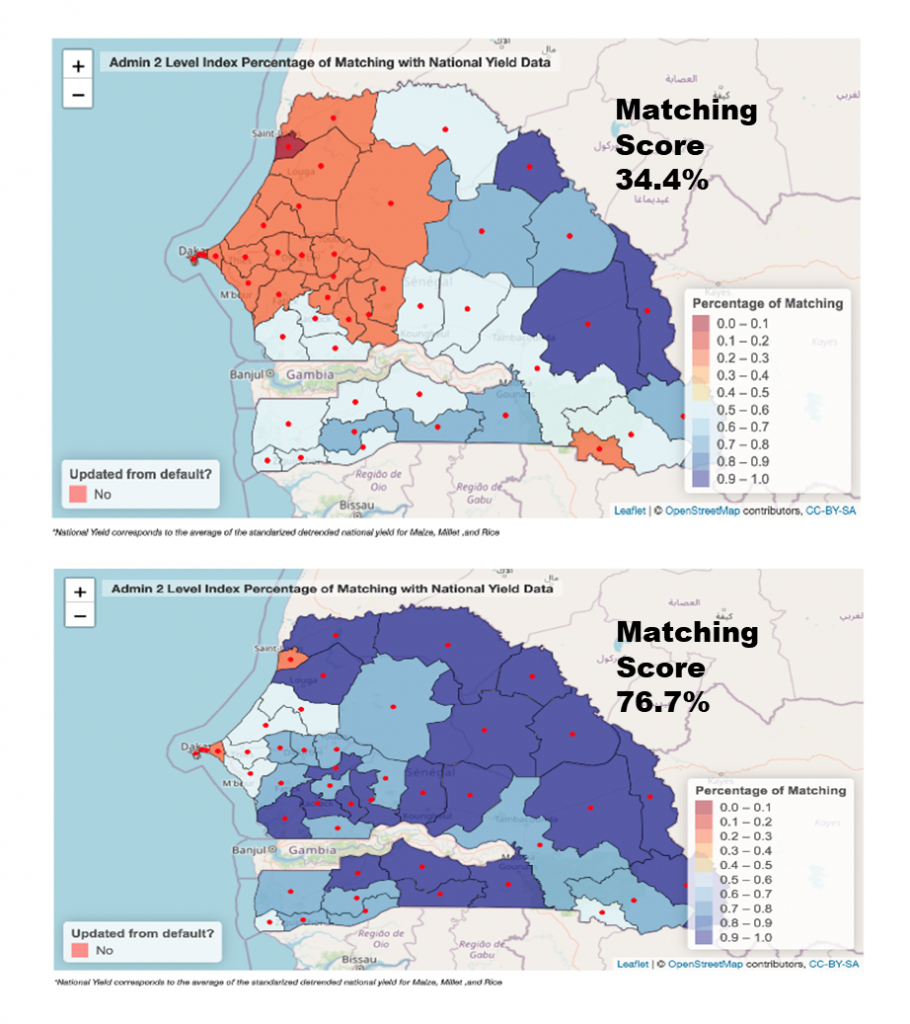 +
−
Admin 2 Level Index Percentage of Matching with National Yield Data
العصابة
كيفة
Matching
Score
34.4%
Louga
Dakar
M'bour
Sénégal
Kayes
Percentage of Matching
0.0 – 0.1
0.1 – 0.2
0.2 – 0.3
0.3 – 0.4
0.4 – 0.5
0.5 – 0.6
0.6 – 0.7
0.7 – 0.8
0.8 – 0.9
0.9 – 1.0
Kayes
Banjul
Gambia
Updated from default?
No
Região de
Oio
Região de
Gabu
Bissau
Leaflet | © OpenStreetMap contributors, CC-BY-SA
*National Yield corresponds to the average of the standarized detrended national yield for Maize, Millet ,and Rice
+
−
Admin 2 Level Index Percentage of Matching with National Yield Data
العصابة
كيفة
Matching
Score
76.7%
Saint
Louga
Dakar
Sénégal
Kayes
Percentage of Matching
0.0 – 0.1
0.1 – 0.2
0.2 – 0.3
0.3 – 0.4
0.4 – 0.5
0.5 – 0.6
0.6 – 0.7
0.7 – 0.8
0.8 – 0.9
0.9 – 1.0
Kayes
Banjul
Gambia
Updated from default?
No
Região de
Oio
Região de
Gabu
Bissau
Leaflet | © OpenStreetMap contributors, CC-BY-SA
*National Yield corresponds to the average of the standarized detrended national yield for Maize, Millet ,and Rice